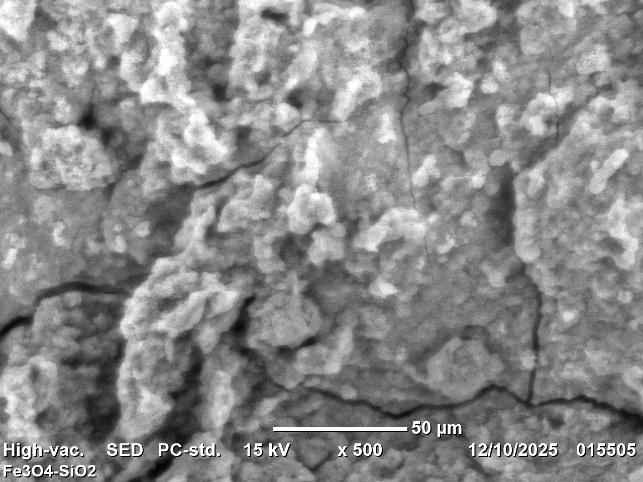 50 µm
High-vac. SED PC-std. 15 kV x 500 12/10/2025 015505
Fe3O4-SiO2